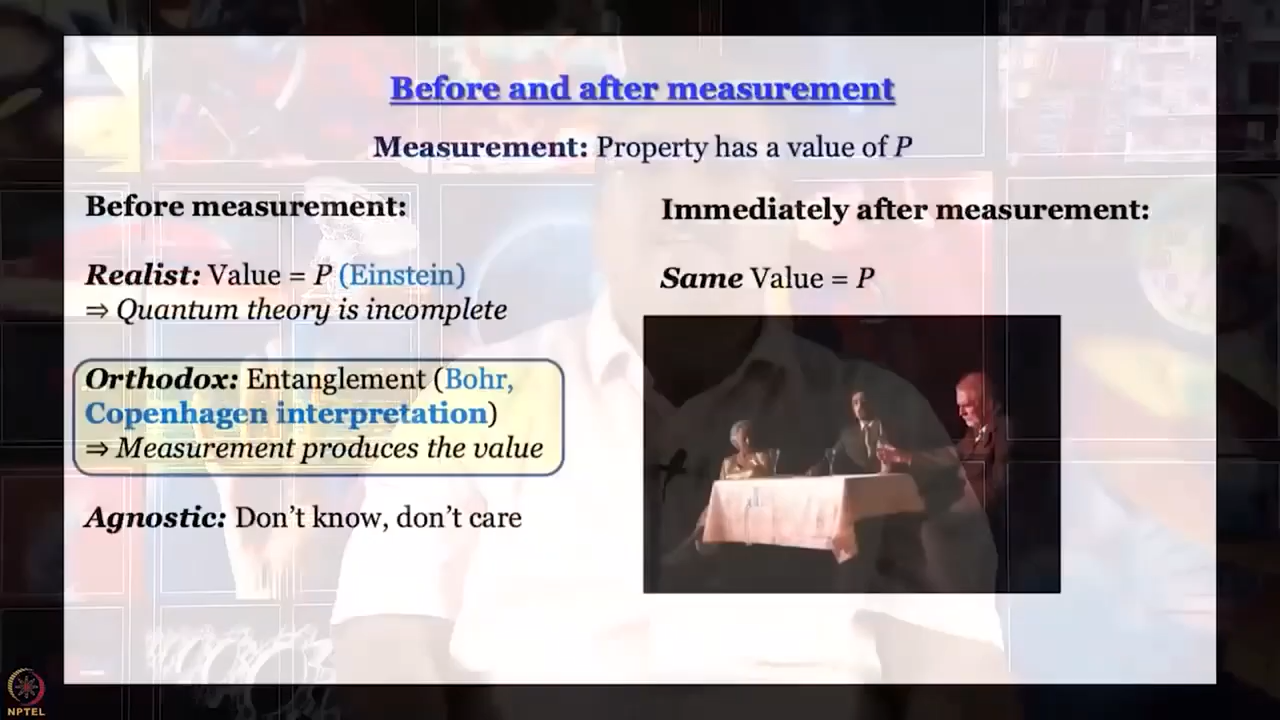 Before and after measurement
Measurement: Property has a value of P
Before measurement:
Realist: Value = P (Einstein)
⇒ Quantum theory is incomplete
Orthodox: Entanglement (Bohr,
Copenhagen interpretation)
⇒ Measurement produces the value
Agnostic: Don't know, don't care
Immediately after measurement:
Same Value = P
NPTEL